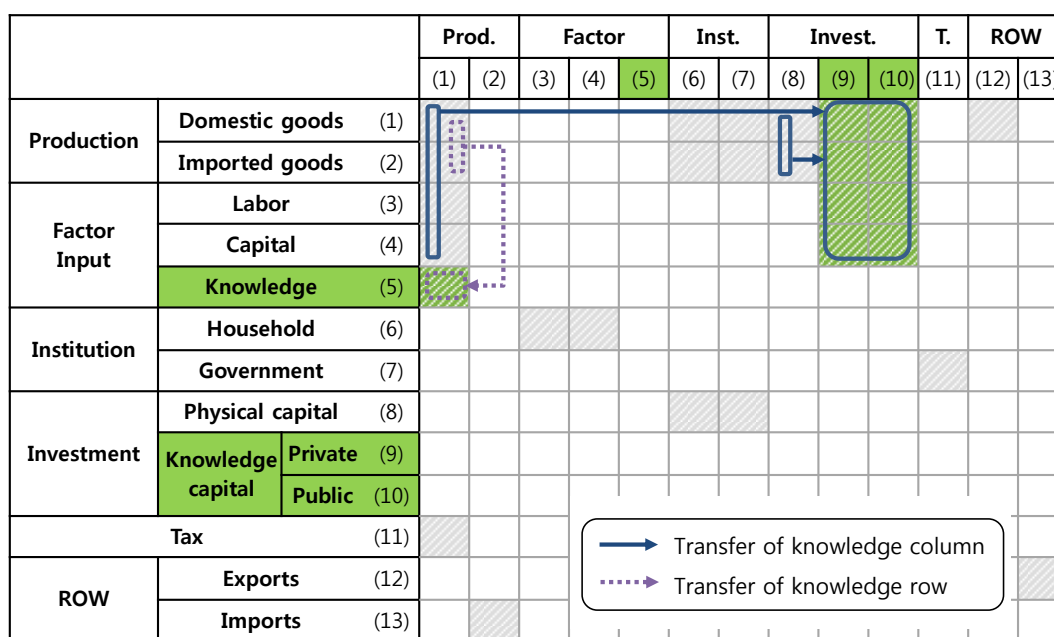 Prod. Factor Inst. Invest. T. ROW
(1) (2) (3) (4) (5) (6) (7) (8) (9) (10) (11) (12) (13)
Production
Domestic goods (1)
Imported goods (2)
Factor
Input
Labor (3)
Capital (4)
Knowledge (5)
Institution
Household (6)
Government (7)
Investment
Physical capital (8)
Knowledge
capital
Private (9)
Public (10)
Tax (11)
ROW
Exports (12)
Imports (13)
Transfer of knowledge column
Transfer of knowledge row